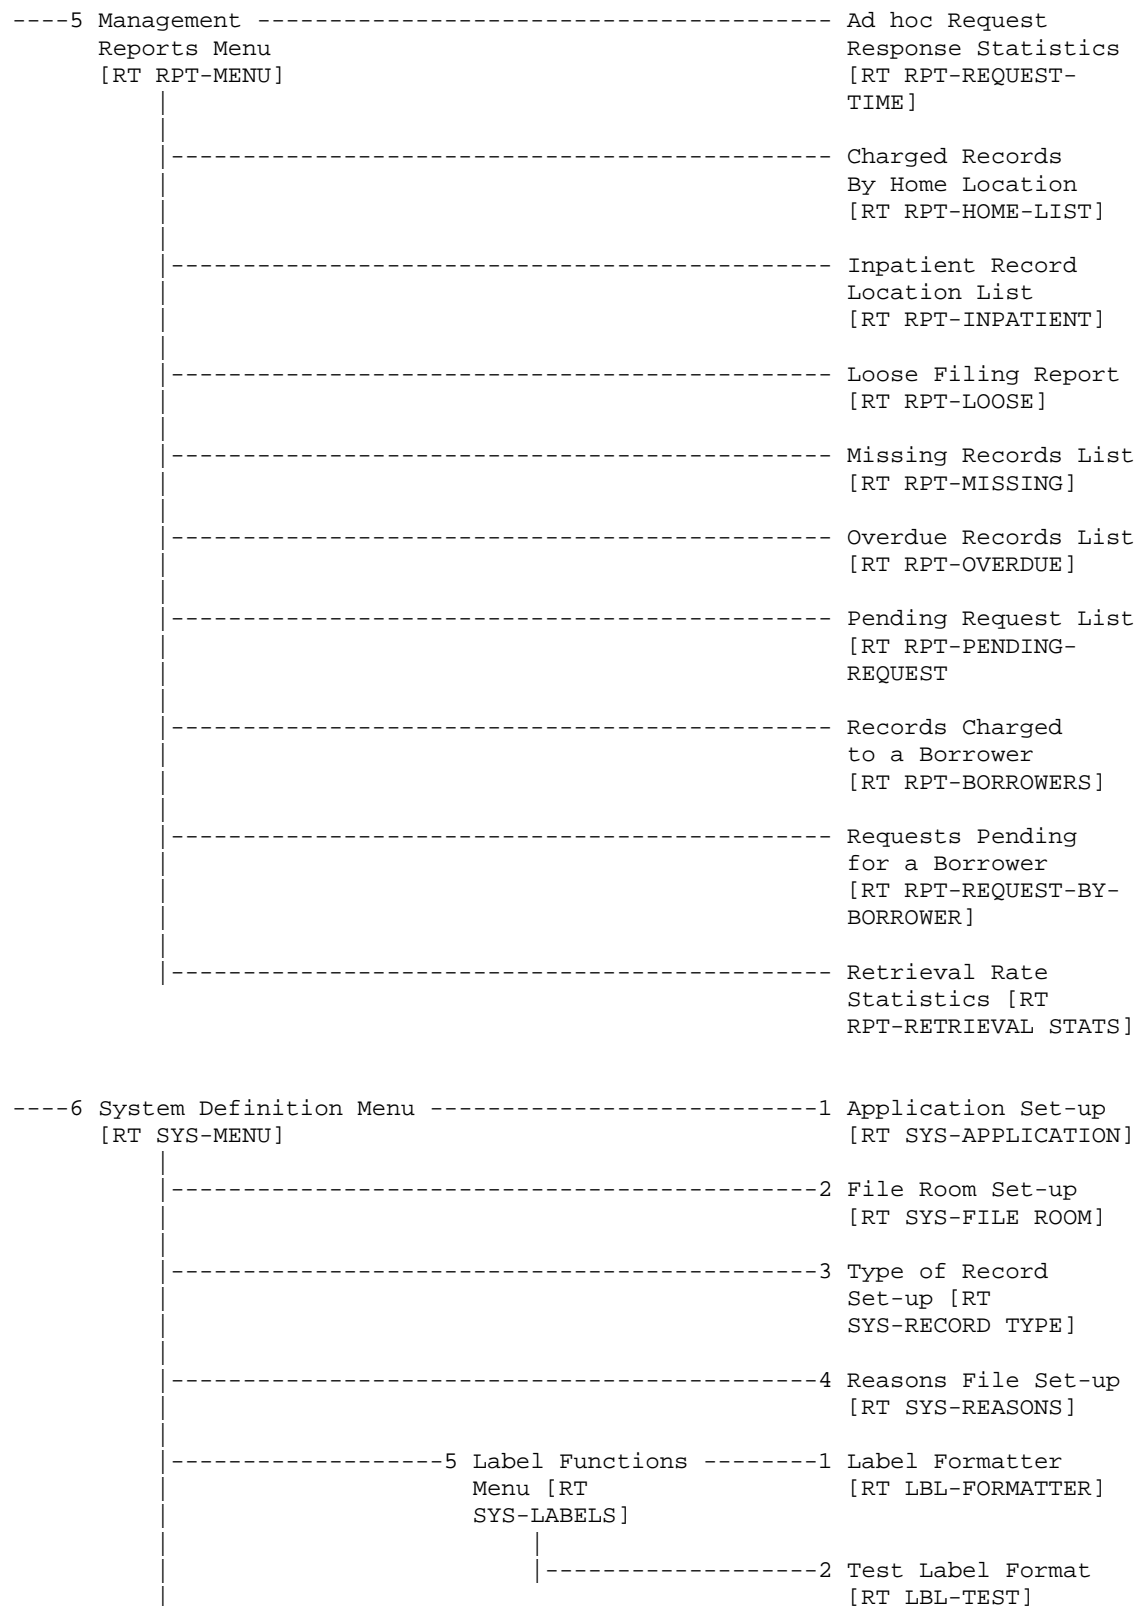 ----5 Management ---------------------------------------- Ad hoc Request
Reports Menu Response Statistics
[RT RPT-MENU] [RT RPT-REQUEST-
TIME]
|---------------------------------------------- Charged Records
By Home Location
[RT RPT-HOME-LIST]
|---------------------------------------------- Inpatient Record
Location List
[RT RPT-INPATIENT]
|---------------------------------------------- Loose Filing Report
[RT RPT-LOOSE]
|---------------------------------------------- Missing Records List
[RT RPT-MISSING]
|---------------------------------------------- Overdue Records List
[RT RPT-OVERDUE]
|---------------------------------------------- Pending Request List
[RT RPT-PENDING-
REQUEST
|---------------------------------------------- Records Charged
to a Borrower
[RT RPT-BORROWERS]
|---------------------------------------------- Requests Pending
for a Borrower
[RT RPT-REQUEST-BY-
BORROWER]
|---------------------------------------------- Retrieval Rate
Statistics [RT
RPT-RETRIEVAL STATS]
----6 System Definition Menu ---------------------------1 Application Set-up
[RT SYS-MENU] [RT SYS-APPLICATION]
|---------------------------------------------2 File Room Set-up
[RT SYS-FILE ROOM]
|---------------------------------------------3 Type of Record
Set-up [RT
SYS-RECORD TYPE]
|---------------------------------------------4 Reasons File Set-up
[RT SYS-REASONS]
|-------------------5 Label Functions --------1 Label Formatter
Menu [RT [RT LBL-FORMATTER]
SYS-LABELS]
|-------------------2 Test Label Format
[RT LBL-TEST]